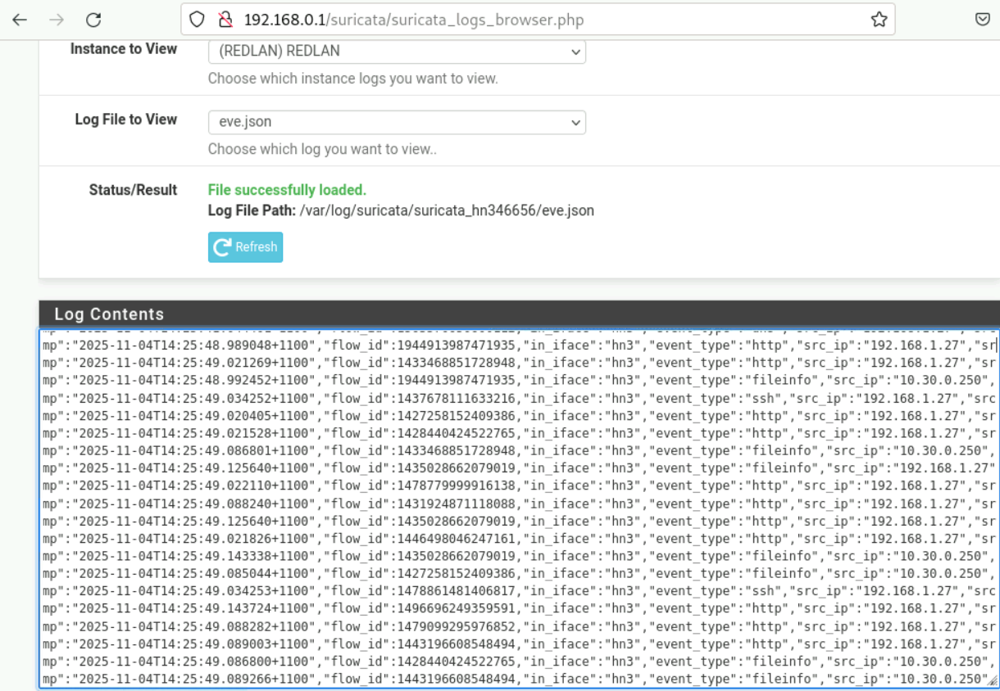 192.168.0.1/suricata/suricata_logs_browser.php
Instance to View
(REDLAN) REDLAN
Choose which instance logs you want to view.
Log File to View
eve.json
Choose which log you want to view..
Status/Result
File successfully loaded.
Log File Path: /var/log/suricata/suricata_hn346656/eve.json
Refresh
Log Contents
mp":"2025-11-04T14:25:48.989048+1100","flow_id":1944913987471935,"in_iface":"hn3","event_type":"http","src_ip":"192.168.1.27","sr
mp":"2025-11-04T14:25:49.021269+1100","flow_id":1433468851728948,"in_iface":"hn3","event_type":"http","src_ip":"192.168.1.27","sr
mp":"2025-11-04T14:25:48.992452+1100","flow_id":1944913987471935,"in_iface":"hn3","event_type":"fileinfo","src_ip":"10.30.0.250",
mp":"2025-11-04T14:25:49.034252+1100","flow_id":1437678111633216,"in_iface":"hn3","event_type":"ssh","src_ip":"192.168.1.27","src
mp":"2025-11-04T14:25:49.020405+1100","flow_id":1427258152409386,"in_iface":"hn3","event_type":"http","src_ip":"192.168.1.27","sr
mp":"2025-11-04T14:25:49.021528+1100","flow_id":1428440424522765,"in_iface":"hn3","event_type":"http","src_ip":"192.168.1.27","sr
mp":"2025-11-04T14:25:49.086801+1100","flow_id":1433468851728948,"in_iface":"hn3","event_type":"fileinfo","src_ip":"10.30.0.250",
mp":"2025-11-04T14:25:49.125640+1100","flow_id":1435028662079019,"in_iface":"hn3","event_type":"fileinfo","src_ip":"192.168.1.27"
mp":"2025-11-04T14:25:49.022110+1100","flow_id":1478779999916138,"in_iface":"hn3","event_type":"http","src_ip":"192.168.1.27","sr
mp":"2025-11-04T14:25:49.088240+1100","flow_id":1431924871118088,"in_iface":"hn3","event_type":"http","src_ip":"192.168.1.27","sr
mp":"2025-11-04T14:25:49.125640+1100","flow_id":1435028662079019,"in_iface":"hn3","event_type":"http","src_ip":"192.168.1.27","sr
mp":"2025-11-04T14:25:49.021826+1100","flow_id":1446498046247161,"in_iface":"hn3","event_type":"http","src_ip":"192.168.1.27","sr
mp":"2025-11-04T14:25:49.143338+1100","flow_id":1435028662079019,"in_iface":"hn3","event_type":"fileinfo","src_ip":"10.30.0.250",
mp":"2025-11-04T14:25:49.085044+1100","flow_id":1427258152409386,"in_iface":"hn3","event_type":"fileinfo","src_ip":"10.30.0.250",
mp":"2025-11-04T14:25:49.034253+1100","flow_id":1478861481406817,"in_iface":"hn3","event_type":"ssh","src_ip":"192.168.1.27","src
mp":"2025-11-04T14:25:49.143724+1100","flow_id":1496696249359591,"in_iface":"hn3","event_type":"http","src_ip":"192.168.1.27","sr
mp":"2025-11-04T14:25:49.088282+1100","flow_id":1479099295976852,"in_iface":"hn3","event_type":"http","src_ip":"192.168.1.27","sr
mp":"2025-11-04T14:25:49.089003+1100","flow_id":1443196608548494,"in_iface":"hn3","event_type":"http","src_ip":"192.168.1.27","sr
mp":"2025-11-04T14:25:49.086800+1100","flow_id":1428440424522765,"in_iface":"hn3","event_type":"fileinfo","src_ip":"10.30.0.250",
mp":"2025-11-04T14:25:49.089266+1100","flow_id":1443196608548494,"in_iface":"hn3","event_type":"fileinfo","src_ip":"10.30.0.250"